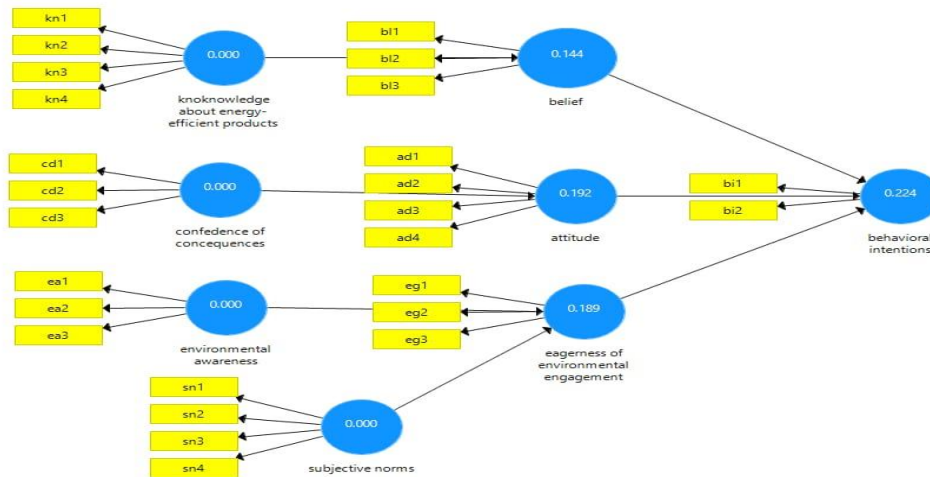 kn1
kn2
kn3
kn4
0.000
knoknowledge
about energy-
efficient products
bl1
bl2
bl3
0.144
belief
cd1
cd2
cd3
0.000
confedence of
concequences
ad1
ad2
ad3
ad4
0.192
attitude
bi1
bi2
0.224
behavioral
intentions
ea1
ea2
ea3
0.000
environmental
awareness
eg1
eg2
eg3
0.189
eagerness of
environmental
engagement
sn1
sn2
sn3
sn4
0.000
subjective norms